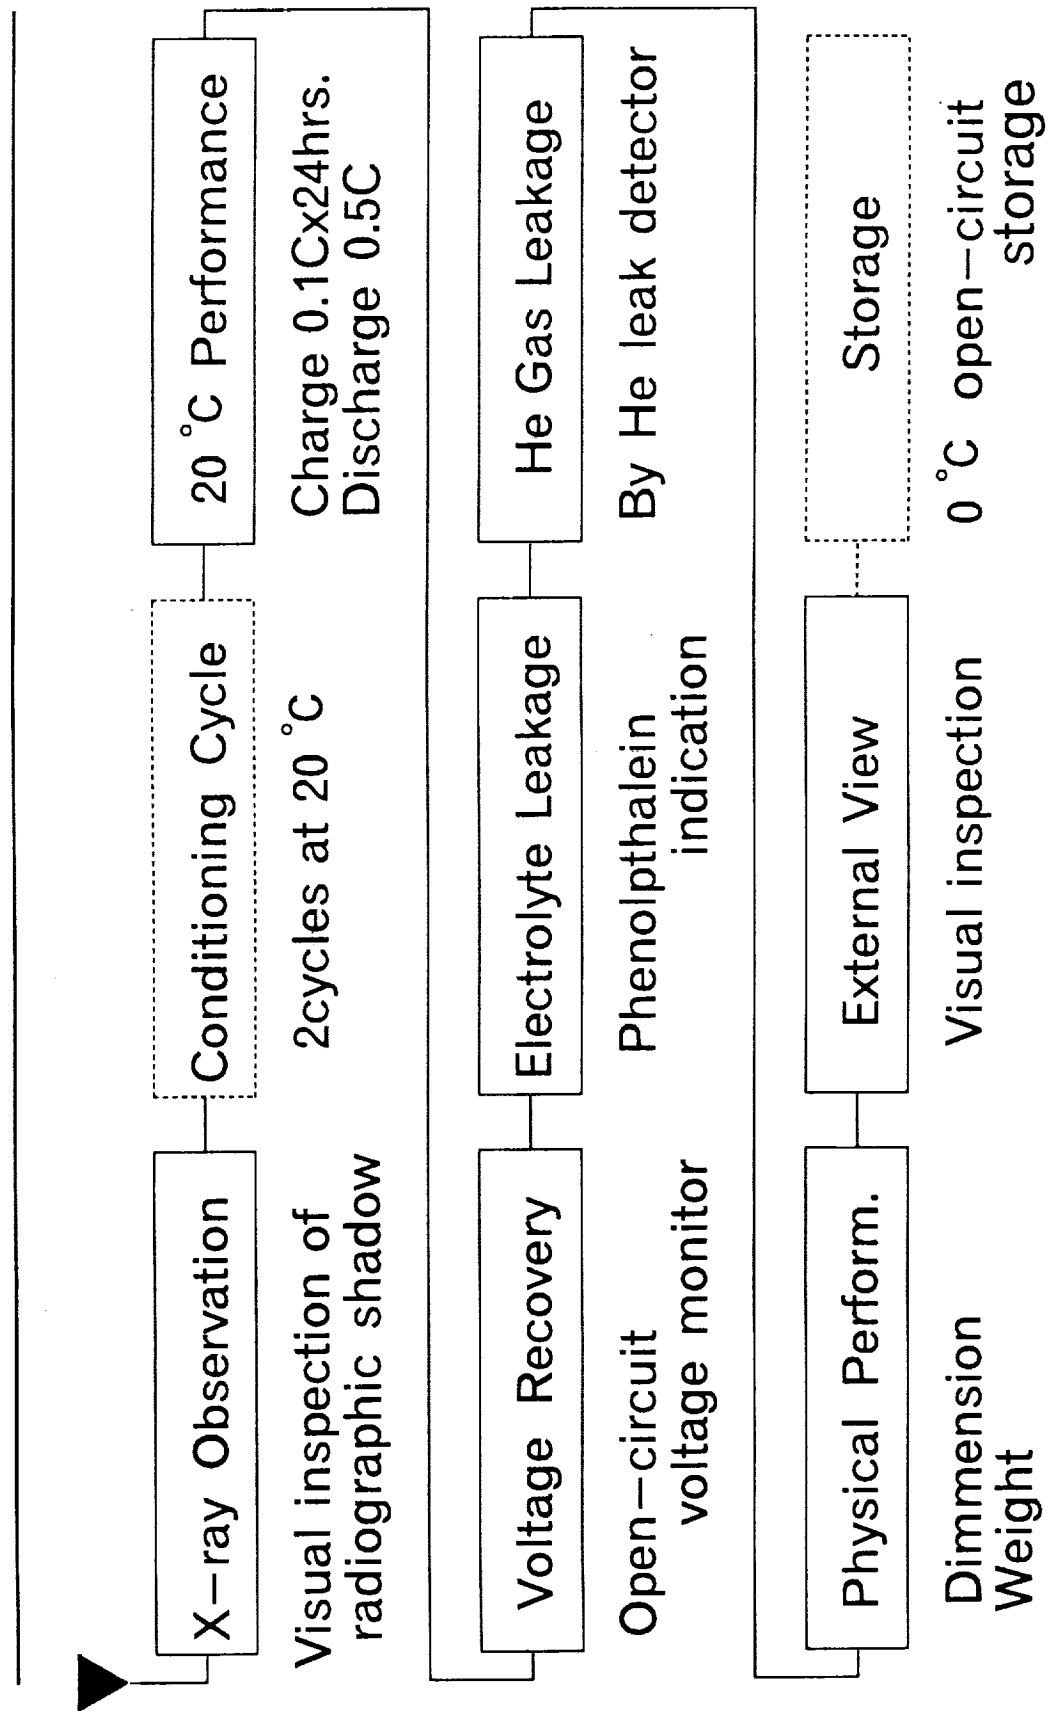 X-ray Observation
Visual inspection of
radiographic shadow
Conditioning Cycle
2cycles at 20 °C
20 °C Performance
Charge 0.1Cx24hrs.
Discharge 0.5C
Voltage Recovery
Open-circuit
voltage monitor
Electrolyte Leakage
Phenolpthalein
indication
He Gas Leakage
By He leak detector
Physical Perform.
Dimmension
Weight
External View
Visual inspection
Storage
0 °C open-circuit
storage